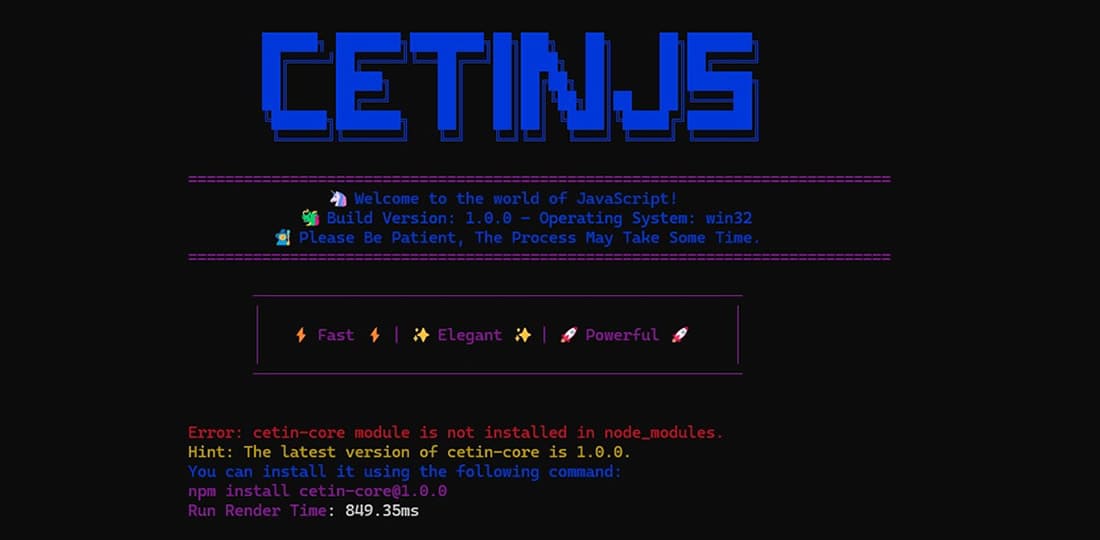 CETINJS
======================================================================
🦄 Welcome to the world of JavaScript!
🐲 Build Version: 1.0.0 - Operating System: win32
🧙 Please Be Patient, The Process May Take Some Time.
======================================================================
⚡ Fast ⚡ | ✨ Elegant ✨ | 🚀 Powerful 🚀
Error: cetin-core module is not installed in node_modules.
Hint: The latest version of cetin-core is 1.0.0.
You can install it using the following command:
npm install cetin-core@1.0.0
Run Render Time: 849.35ms